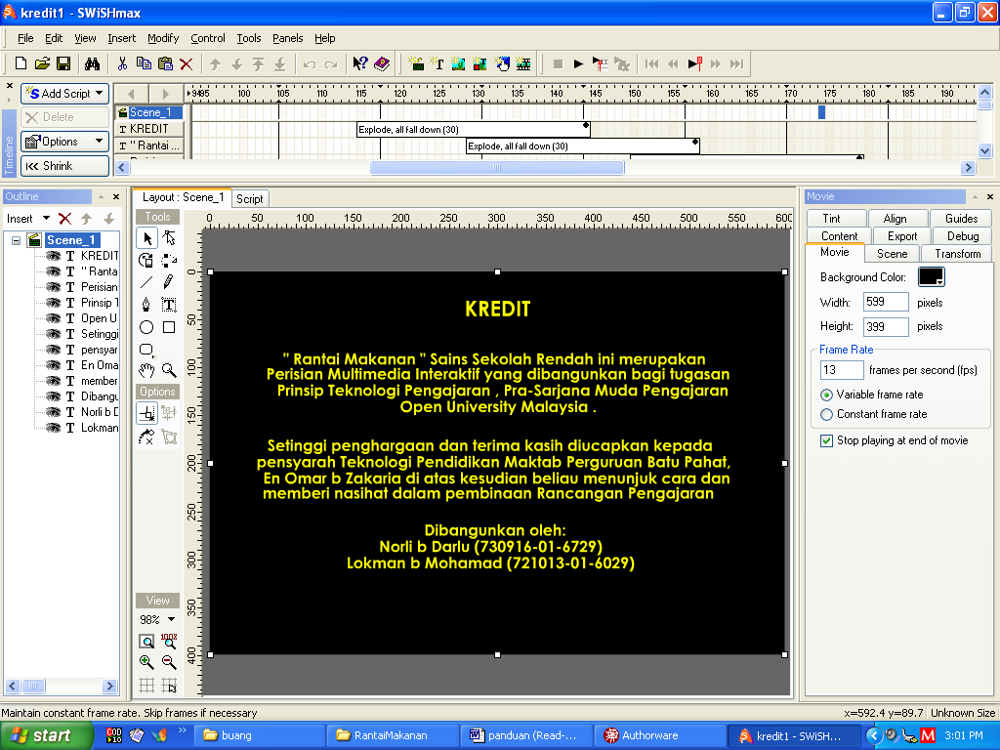 kredit1 - SWiSHmax
File Edit View Insert Modify Control Tools Panels Help
Add Script
Delete
Options
Shrink
Timeline
9495 100 105 110 115 120 125 130 135 140 145 150 155 160 165 170 175 180 185 190
Scene_1
KREDIT
Explode, all fall down (30)
" Rantai ...
Explode, all fall down (30)
Outline
Insert
Scene_1
KREDIT
" Ranta
Perisian
Prinsip T
Open U
Setinggi
pensyar
En Oma
member
Dibangu
Norli b D
Lokman
Layout : Scene_1 Script
Tools
Options
View
98%
100%
0 50 100 150 200 250 300 350 400 450 500 550 600
0 50 100 150 200 250 300 350 400
KREDIT
" Rantai Makanan " Sains Sekolah Rendah ini merupakan
Perisian Multimedia Interaktif yang dibangunkan bagi tugasan
Prinsip Teknologi Pengajaran , Pra-Sarjana Muda Pengajaran
Open University Malaysia .
Setinggi penghargaan dan terima kasih diucapkan kepada
pensyarah Teknologi Pendidikan Maktab Perguruan Batu Pahat,
En Omar b Zakaria di atas kesudian beliau menunjuk cara dan
memberi nasihat dalam pembinaan Rancangan Pengajaran
Dibangunkan oleh:
Norli b Darlu (730916-01-6729)
Lokman b Mohamad (721013-01-6029)
Movie
Tint Align Guides
Content Export Debug
Movie Scene Transform
Background Color:
Width: 599 pixels
Height: 399 pixels
Frame Rate
13 frames per second (fps)
Variable frame rate
Constant frame rate
Stop playing at end of movie
Maintain constant frame rate. Skip frames if necessary
x=592.4 y=89.7 Unknown Size
start
buang
RantaiMakanan
panduan (Read-...
Authorware
kredit1 - SWiSH...
3:01 PM